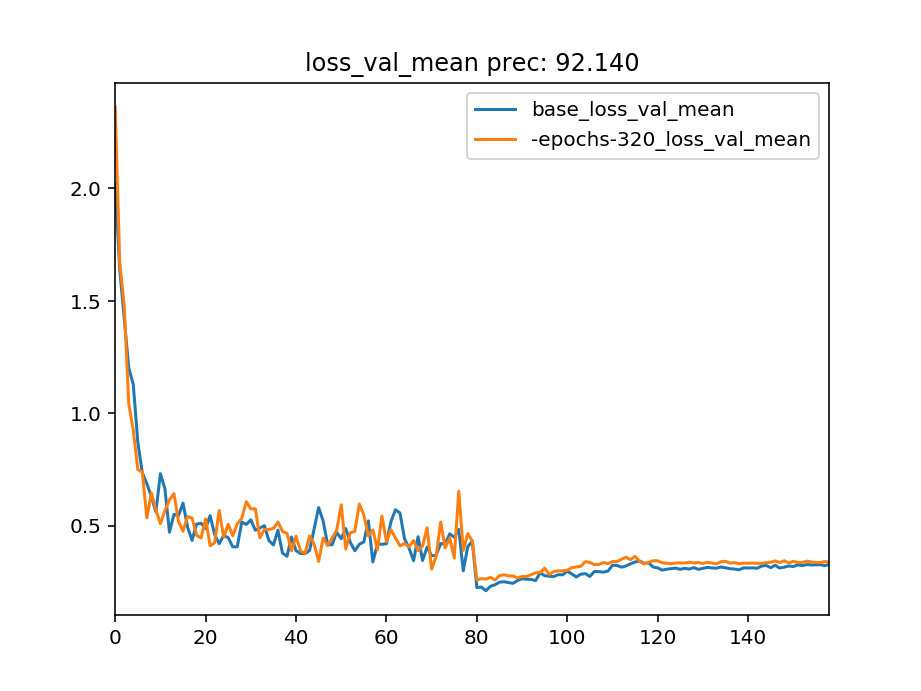 loss_val_mean prec: 92.140
base_loss_val_mean
-epochs-320_loss_val_mean
2.0
1.5
1.0
0.5
0 20 40 60 80 100 120 140